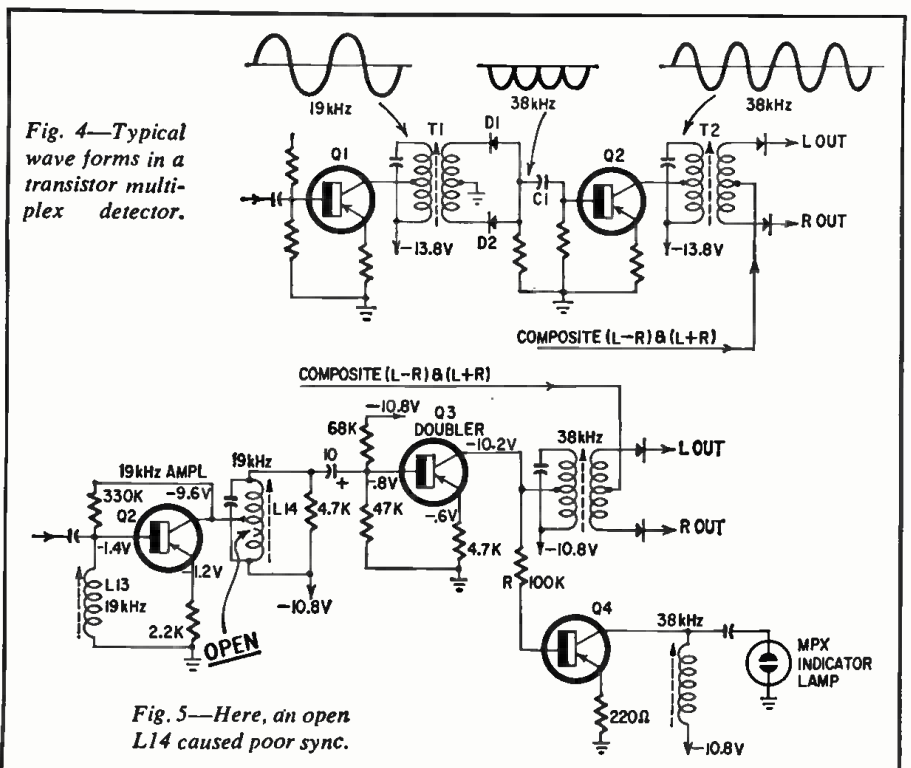 19kHz
38kHz
38kHz
Fig. 4—Typical
wave forms in a
transistor multi-
plex detector.
Q1
T1
D1
C1
Q2
T2
L OUT
R OUT
D2
-13.8V
-13.8V
COMPOSITE (L-R) & (L+R)
COMPOSITE (L-R) & (L+R)
-10.8V
Q3
DOUBLER
68K
-10.2V
38kHz
L OUT
19kHz AMPL
19kHz
10
+
330K
-9.6V
Q2
L14
4.7K
-.8V
47K
-.6V
R OUT
-1.4V
4.7K
-10.8V
-1.2V
L13
19kHz
-10.8V
R
100K
2.2K
OPEN
Q4
38kHz
MPX
INDICATOR
LAMP
220Ω
-10.8V
Fig. 5—Here, an open
L14 caused poor sync.